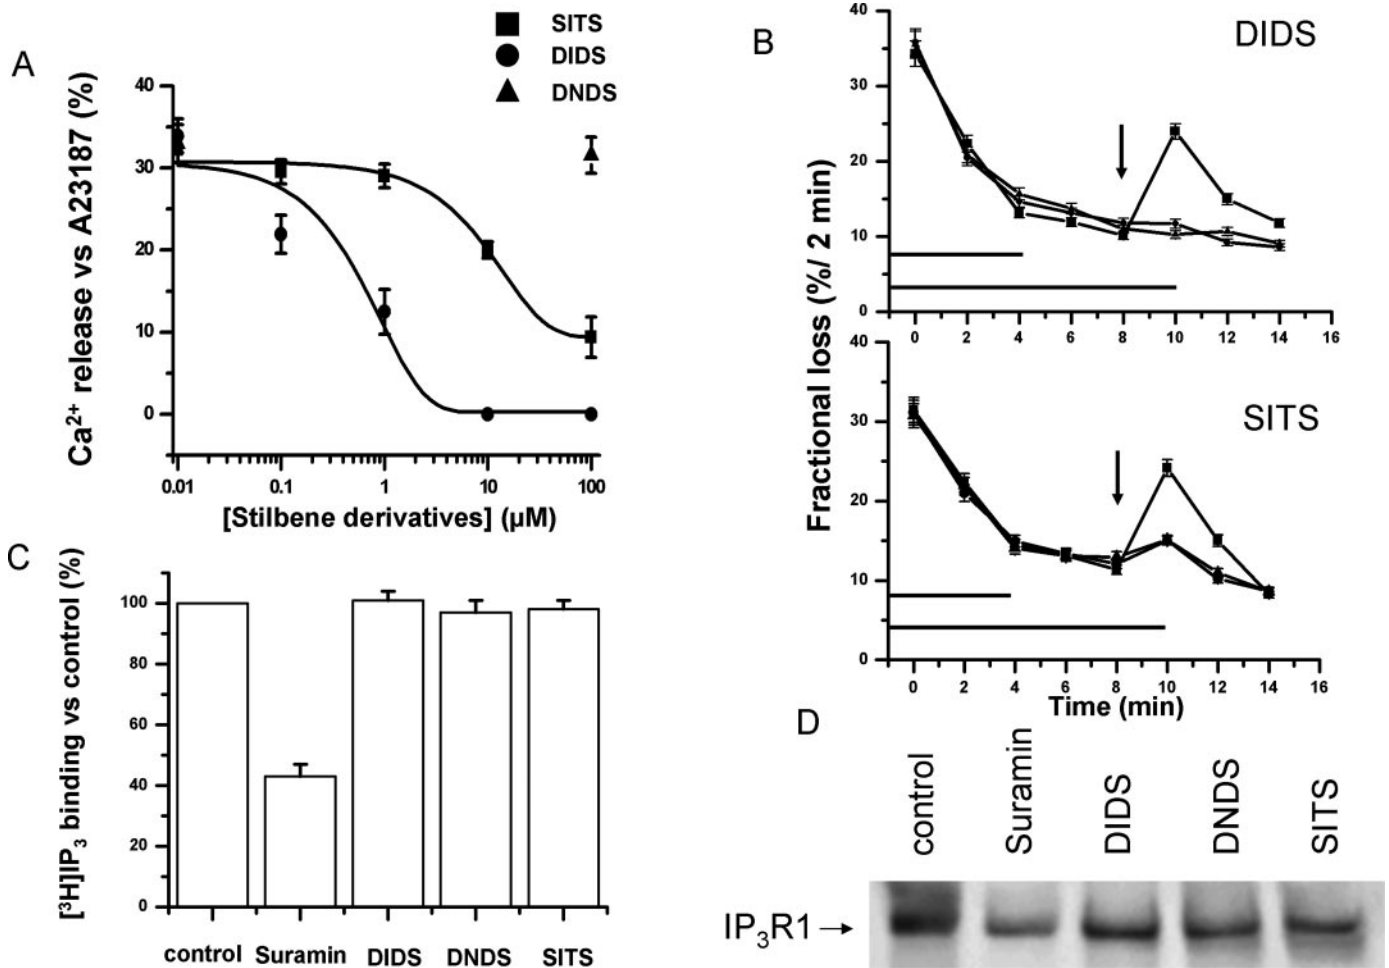 A
SITS
DIDS
DNDS
Ca²⁺ release vs A23187 (%)
40
30
20
10
0
0.01 0.1 1 10 100
[Stilbene derivatives] (µM)
B
DIDS
Fractional loss (%/ 2 min)
40
30
20
10
0
0 2 4 6 8 10 12 14 16
SITS
40
30
20
10
0
0 2 4 6 8 10 12 14 16
Time (min)
C
[³H]IP₃ binding vs control (%)
100
80
60
40
20
0
control Suramin DIDS DNDS SITS
D
control Suramin DIDS DNDS SITS
IP₃R1